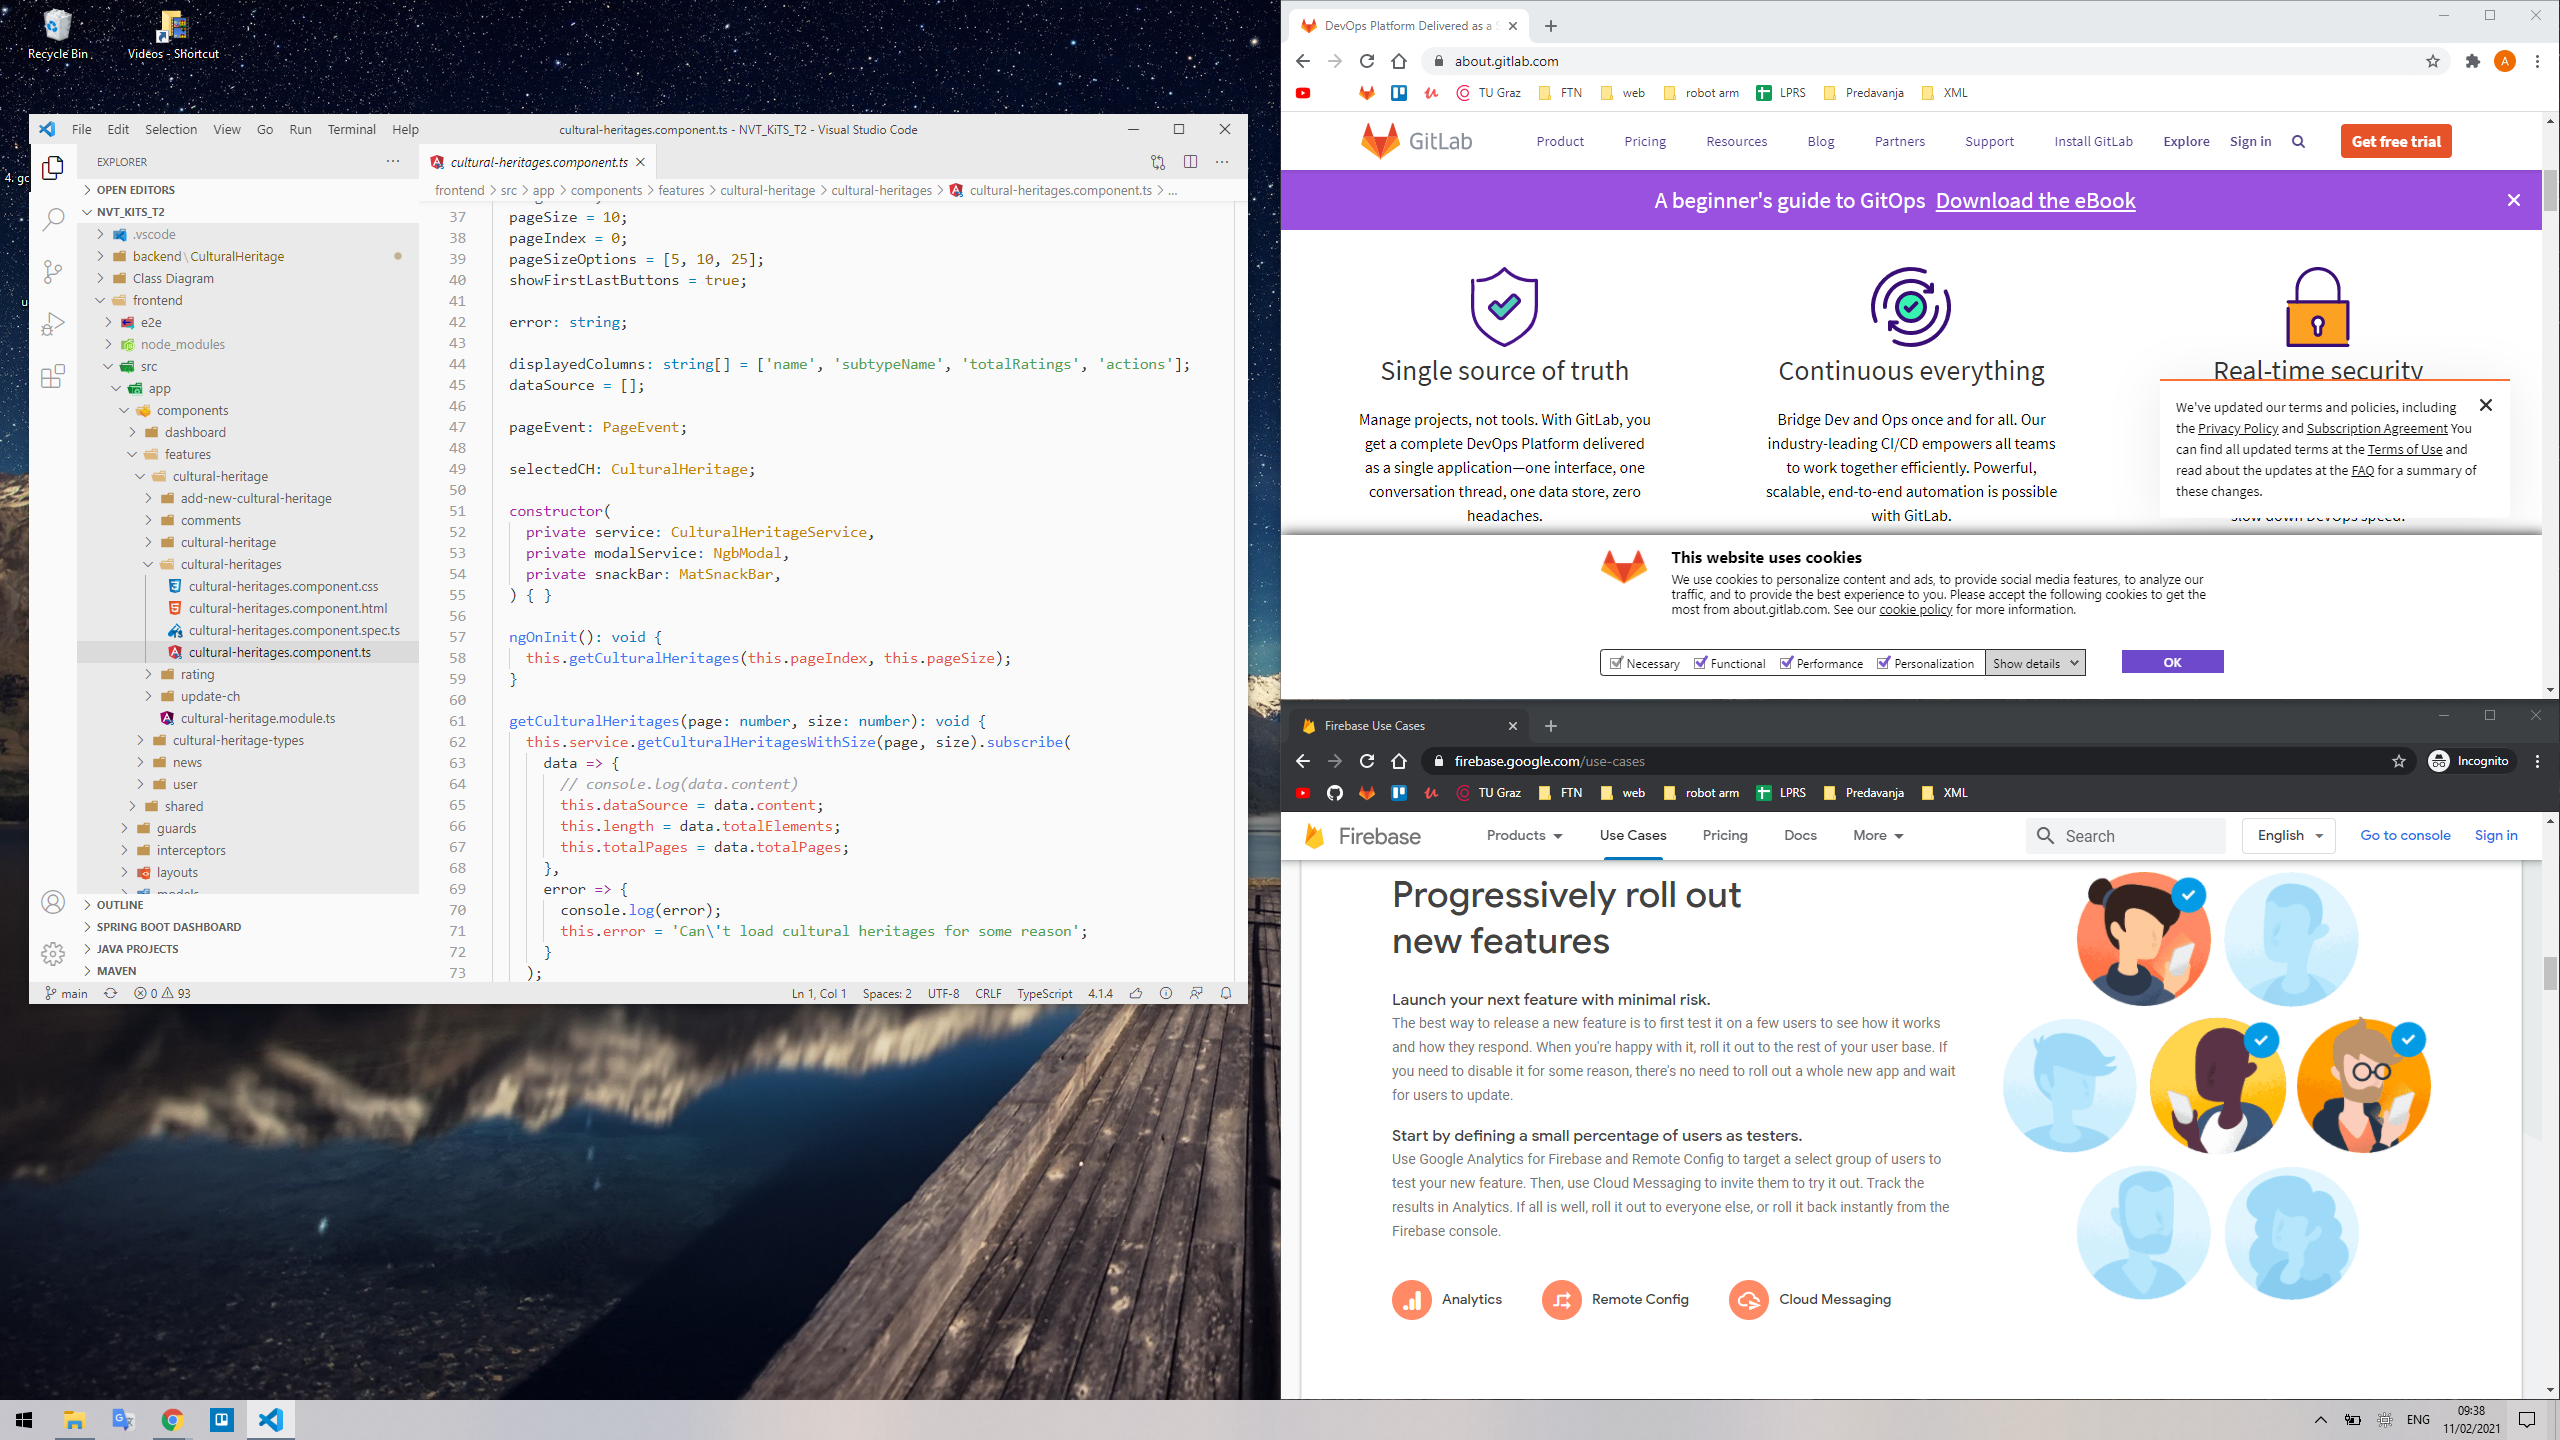 Recycle Bin
Videos - Shortcut
File Edit Selection View Go Run Terminal Help
cultural-heritages.component.ts - NVT_KiTS_T2 - Visual Studio Code
EXPLORER
OPEN EDITORS
NVT_KITS_T2
.vscode
backend\CulturalHeritage
Class Diagram
frontend
e2e
node_modules
src
app
components
dashboard
features
cultural-heritage
add-new-cultural-heritage
comments
cultural-heritage
cultural-heritages
cultural-heritages.component.css
cultural-heritages.component.html
cultural-heritages.component.spec.ts
cultural-heritages.component.ts
rating
update-ch
cultural-heritage.module.ts
cultural-heritage-types
news
user
shared
guards
interceptors
layouts
models
OUTLINE
SPRING BOOT DASHBOARD
JAVA PROJECTS
MAVEN
cultural-heritages.component.ts
frontend > src > app > components > features > cultural-heritage > cultural-heritages > cultural-heritages.component.ts > ...
37 pageSize = 10;
38 pageIndex = 0;
39 pageSizeOptions = [5, 10, 25];
40 showFirstLastButtons = true;
41
42 error: string;
43
44 displayedColumns: string[] = ['name', 'subtypeName', 'totalRatings', 'actions'];
45 dataSource = [];
46
47 pageEvent: PageEvent;
48
49 selectedCH: CulturalHeritage;
50
51 constructor(
52 private service: CulturalHeritageService,
53 private modalService: NgbModal,
54 private snackBar: MatSnackBar,
55 ) { }
56
57 ngOnInit(): void {
58 this.getCulturalHeritages(this.pageIndex, this.pageSize);
59 }
60
61 getCulturalHeritages(page: number, size: number): void {
62 this.service.getCulturalHeritagesWithSize(page, size).subscribe(
63 data => {
64 // console.log(data.content)
65 this.dataSource = data.content;
66 this.length = data.totalElements;
67 this.totalPages = data.totalPages;
68 },
69 error => {
70 console.log(error);
71 this.error = 'Can\'t load cultural heritages for some reason';
72 }
73 );
main 0 93
Ln 1, Col 1 Spaces: 2 UTF-8 CRLF TypeScript 4.1.4
DevOps Platform Delivered as a
about.gitlab.com
A
TU Graz FTN web robot arm LPRS Predavanja XML
GitLab Product Pricing Resources Blog Partners Support Install GitLab Explore Sign in Get free trial
A beginner's guide to GitOps Download the eBook
Single source of truth
Manage projects, not tools. With GitLab, you
get a complete DevOps Platform delivered
as a single application—one interface, one
conversation thread, one data store, zero
headaches.
Continuous everything
Bridge Dev and Ops once and for all. Our
industry-leading CI/CD empowers all teams
to work together efficiently. Powerful,
scalable, end-to-end automation is possible
with GitLab.
Real-time security
We've updated our terms and policies, including
the Privacy Policy and Subscription Agreement You
can find all updated terms at the Terms of Use and
read about the updates at the FAQ for a summary of
these changes.
slow down DevOps speed.
This website uses cookies
We use cookies to personalize content and ads, to provide social media features, to analyze our
traffic, and to provide the best experience to you. Please accept the following cookies to get the
most from about.gitlab.com. See our cookie policy for more information.
Necessary Functional Performance Personalization Show details OK
Firebase Use Cases
firebase.google.com/use-cases
Incognito
TU Graz FTN web robot arm LPRS Predavanja XML
Firebase Products Use Cases Pricing Docs More Search English Go to console Sign in
Progressively roll out
new features
Launch your next feature with minimal risk.
The best way to release a new feature is to first test it on a few users to see how it works
and how they respond. When you're happy with it, roll it out to the rest of your user base. If
you need to disable it for some reason, there's no need to roll out a whole new app and wait
for users to update.
Start by defining a small percentage of users as testers.
Use Google Analytics for Firebase and Remote Config to target a select group of users to
test your new feature. Then, use Cloud Messaging to invite them to try it out. Track the
results in Analytics. If all is well, roll it out to everyone else, or roll it back instantly from the
Firebase console.
Analytics Remote Config Cloud Messaging
ENG
09:38
11/02/2021